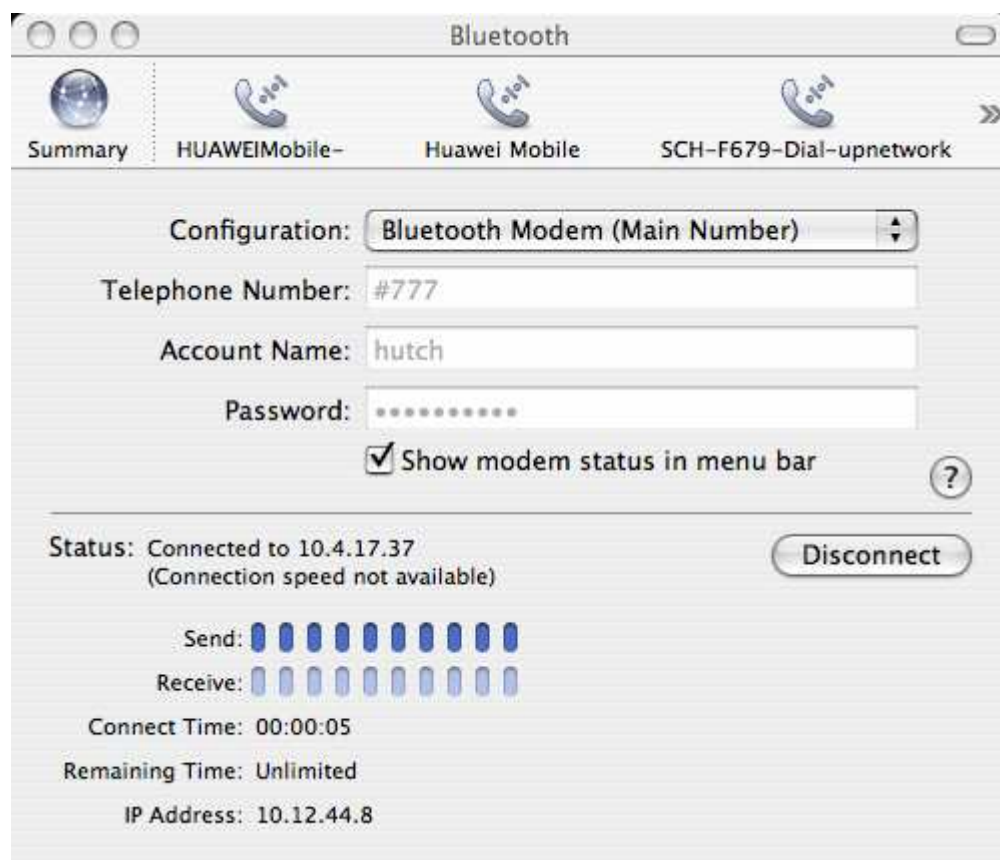 Bluetooth
Summary HUAWEIMobile- Huawei Mobile SCH-F679-Dial-upnetwork »
Configuration: Bluetooth Modem (Main Number)
Telephone Number: #777
Account Name: hutch
Password: ••••••••••
Show modem status in menu bar
?
Status: Connected to 10.4.17.37
(Connection speed not available)
Disconnect
Send:
Receive:
Connect Time: 00:00:05
Remaining Time: Unlimited
IP Address: 10.12.44.8